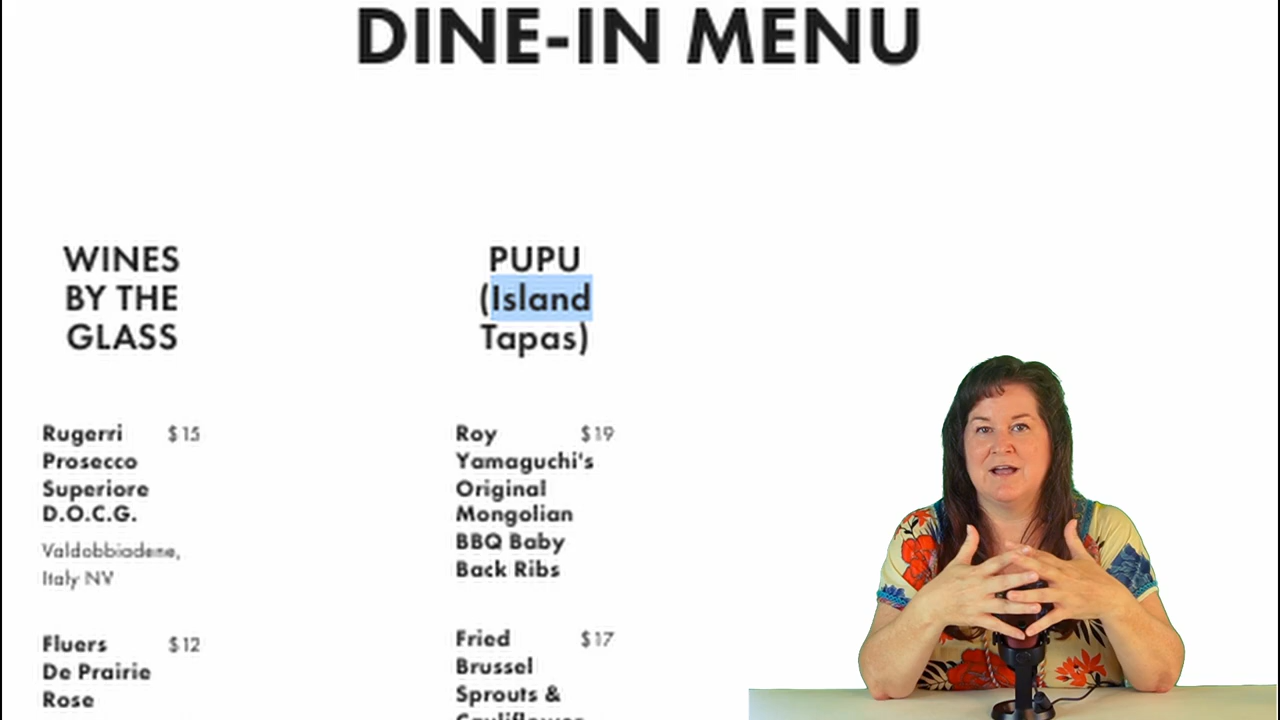 DINE-IN MENU
WINES
BY THE
GLASS
Rugerri $15
Prosecco
Superiore
D.O.C.G.
Valdobbiadene,
Italy NV
Fluers $12
De Prairie
Rose
PUPU
(Island
Tapas)
Roy $19
Yamaguchi's
Original
Mongolian
BBQ Baby
Back Ribs
Fried $17
Brussel
Sprouts &
Cauliflower